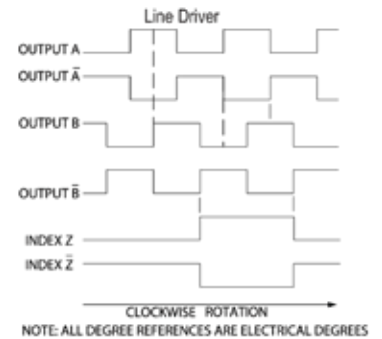 Line Driver
OUTPUT A
OUTPUT A̅
OUTPUT B
OUTPUT B̅
INDEX Z
INDEX Z̅
CLOCKWISE ROTATION
NOTE: ALL DEGREE REFERENCES ARE ELECTRICAL DEGREES